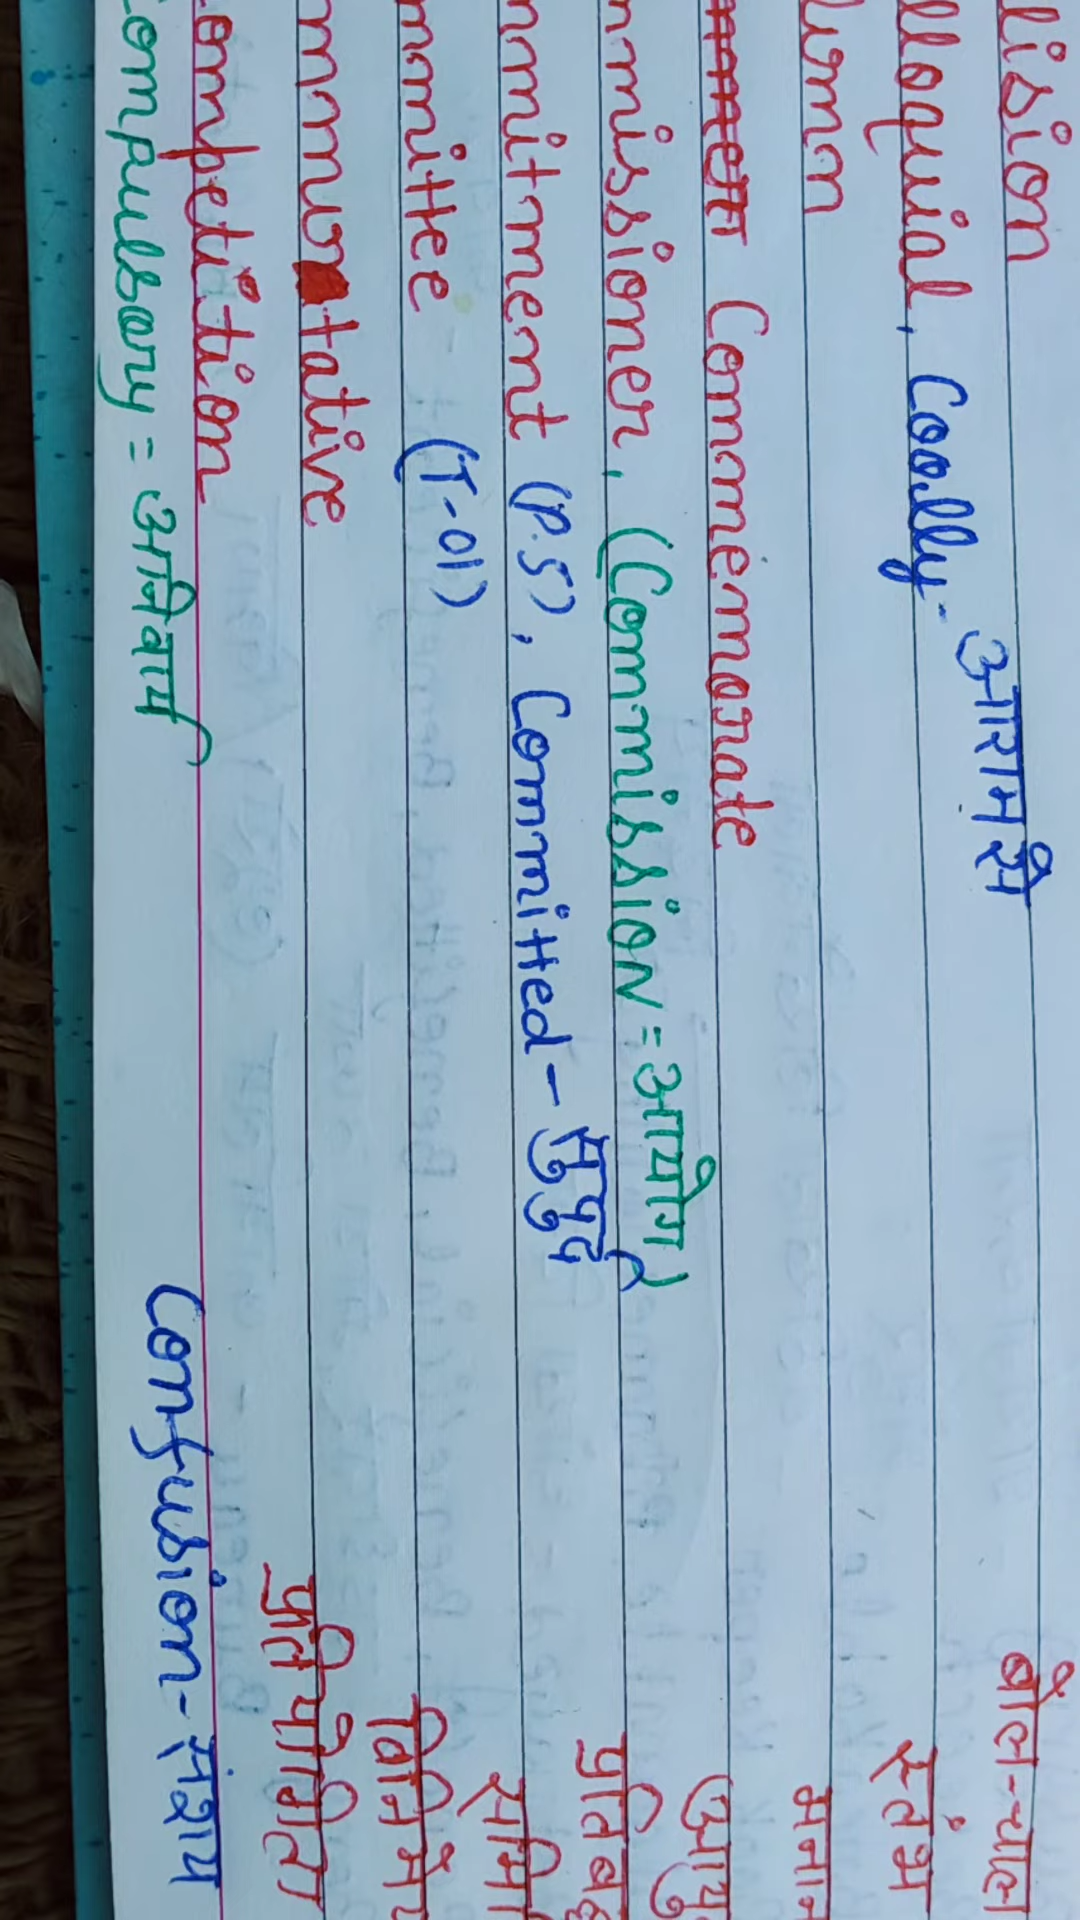 lision
lloquial, Coolly- आराम से बोल-चाल
lumn स्तंभ
Commemorate मनान
mmissioner, (Commission = आयोग) आयु
mmitment (P.S), Committed - सुपुर्द प्रतिबद्ध
mmittee (T-01) समि
mmutative विनिमेय
ompetition प्रतियोगिता
ompulsory = अनिवार्य Confusion - संशय